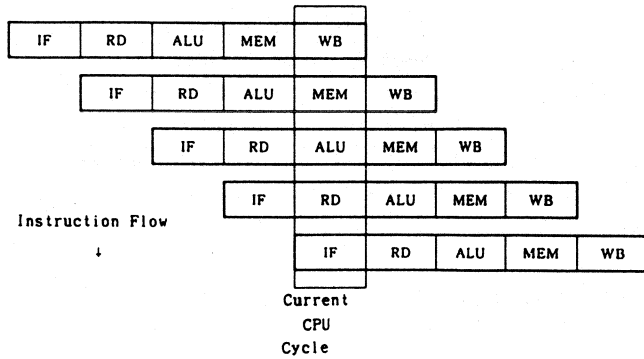 IF RD ALU MEM WB
IF RD ALU MEM WB
IF RD ALU MEM WB
IF RD ALU MEM WB
Instruction Flow
↓
IF RD ALU MEM WB
Current
CPU
Cycle